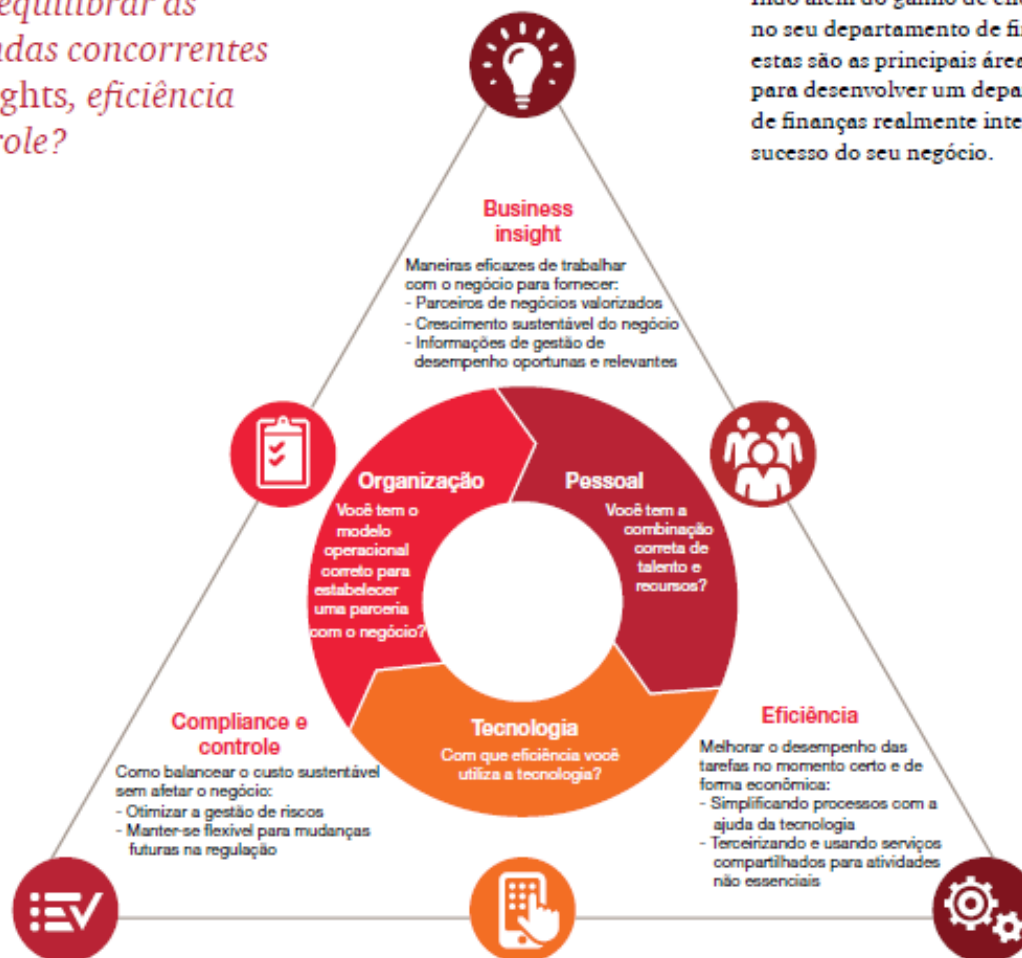 equilibrar as
das concorrentes
ghts, eficiência
role?
no seu departamento de
estas são as principais
para desenvolver um
de finanças realmente
sucesso do seu negócio.
Business
insight
Maneiras eficazes de trabalhar
com o negócio para fornecer:
- Parceiros de negócios valorizados
- Crescimento sustentável do negócio
- Informações de gestão de
desempenho oportunas e relevantes
Organização
Você tem o
modelo
operacional
correto para
estabelecer
uma parceria
com o negócio?
Pessoal
Você tem a
combinação
correta de
talento e
recursos?
Tecnologia
Com que eficiência você
utiliza a tecnologia?
Compliance e
controle
Como balancear o custo sustentável
sem afetar o negócio:
- Otimizar a gestão de riscos
- Manter-se flexível para mudanças
futuras na regulação
Eficiência
Melhorar o desempenho das
tarefas no momento certo e de
forma econômica:
- Simplificando processos com a
ajuda da tecnologia
- Terceirizando e usando serviços
compartilhados para atividades
não essenciais